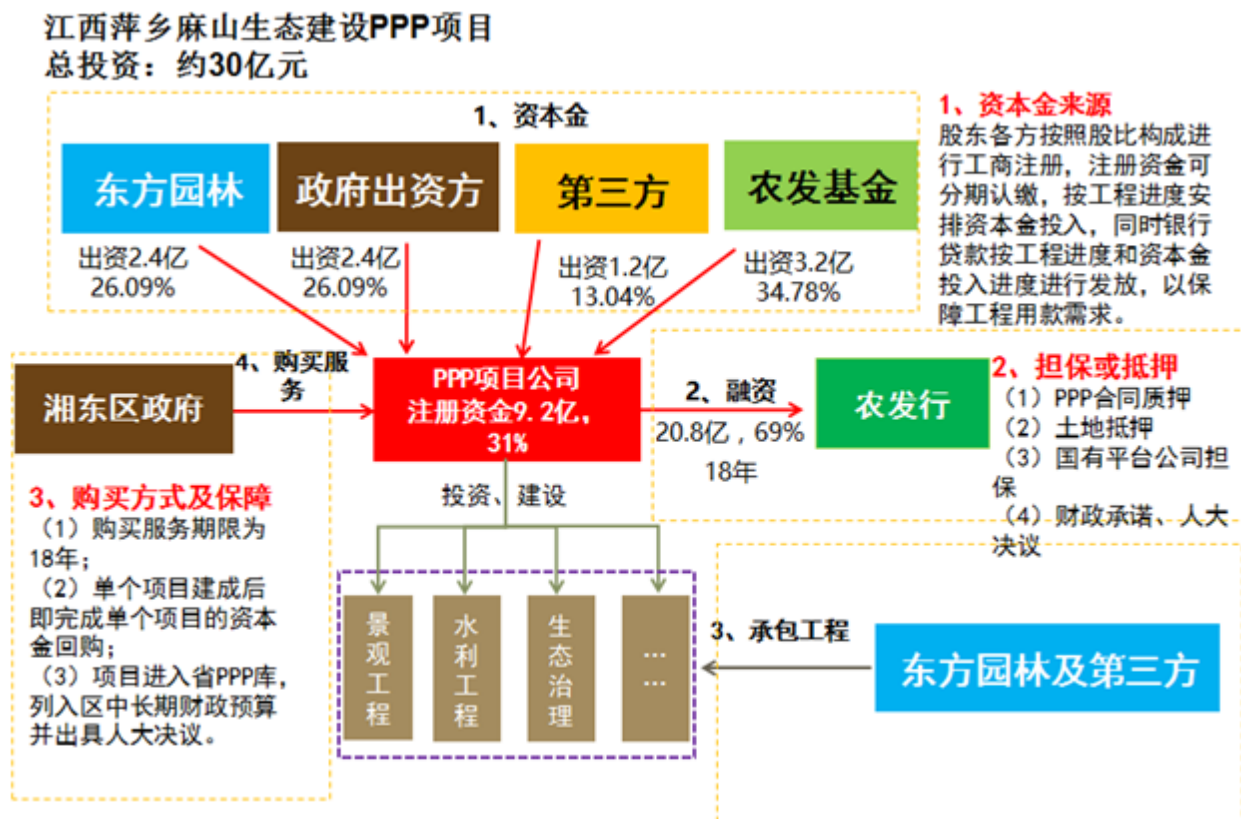 江西萍乡麻山生态建设PPP项目
总投资：约30亿元
1、资本金
东方园林
政府出资方
第三方
农发基金
出资2.4亿
26.09%
出资2.4亿
26.09%
出资1.2亿
13.04%
出资3.2亿
34.78%
1、资本金来源
股东各方按照股比构成进
行工商注册，注册资金可
分期认缴，按工程进度安
排资本金投入，同时银行
贷款按工程进度和资本金
投入进度进行发放，以保
障工程用款需求。
湘东区政府
4、购买服
务
PPP项目公司
注册资金9.2亿，
31%
2、融资
20.8亿，69%
18年
农发行
2、担保或抵押
（1）PPP合同质押
（2）土地抵押
（3）国有平台公司担
保
（4）财政承诺、人大
决议
3、购买方式及保障
（1）购买服务期限为
18年；
（2）单个项目建成后
即完成单个项目的资本
金回购；
（3）项目进入省PPP库，
列入区中长期财政预算
并出具人大决议。
投资、建设
景观工程
水利工程
生态治理
……
3、承包工程
东方园林及第三方